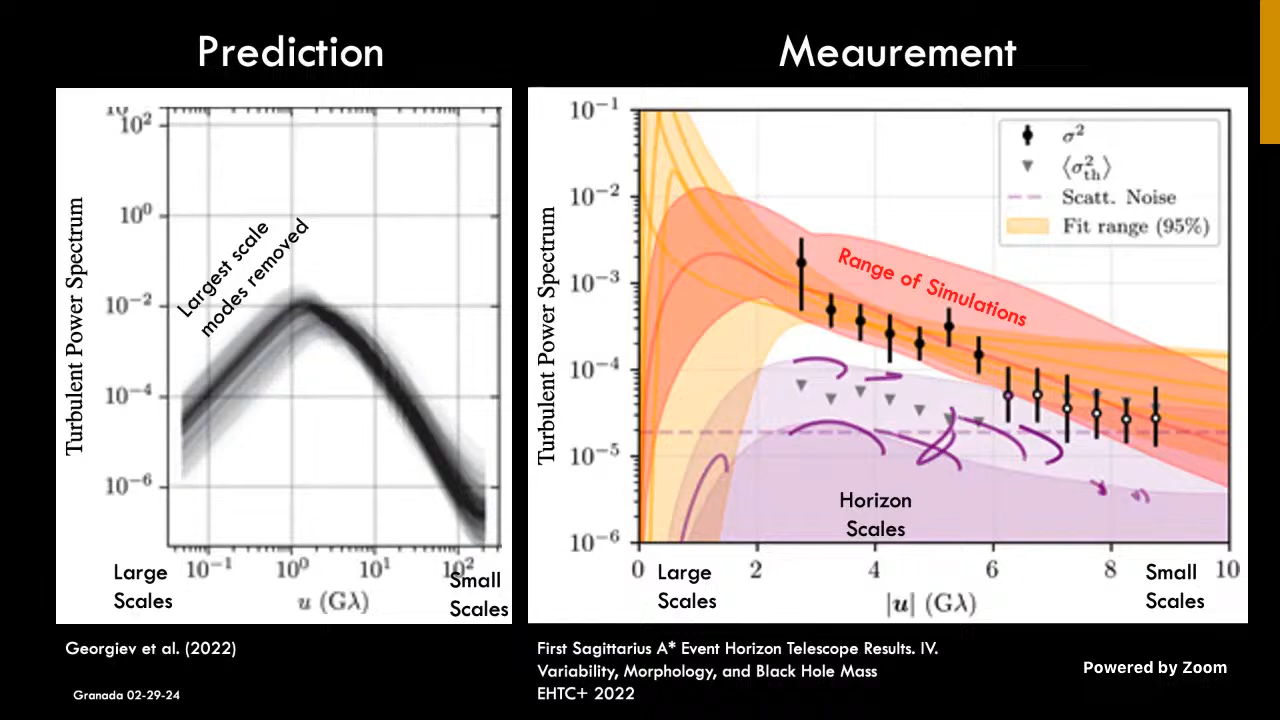 Prediction
Meaurement
10²
10⁰
10⁻²
10⁻⁴
10⁻⁶
Turbulent Power Spectrum
Largest scale
modes removed
10⁻¹ 10⁰ 10¹ 10²
Large
Scales
u (Gλ)
Small
Scales
10⁻¹
10⁻²
10⁻³
10⁻⁴
10⁻⁵
10⁻⁶
Turbulent Power Spectrum
σ²
⟨σ²th⟩
Scatt. Noise
Fit range (95%)
Range of Simulations
Horizon
Scales
0 2 4 6 8 10
Large
Scales
|u| (Gλ)
Small
Scales
Georgiev et al. (2022)
Granada 02-29-24
First Sagittarius A* Event Horizon Telescope Results. IV.
Variability, Morphology, and Black Hole Mass
EHTC+ 2022
Powered by Zoom